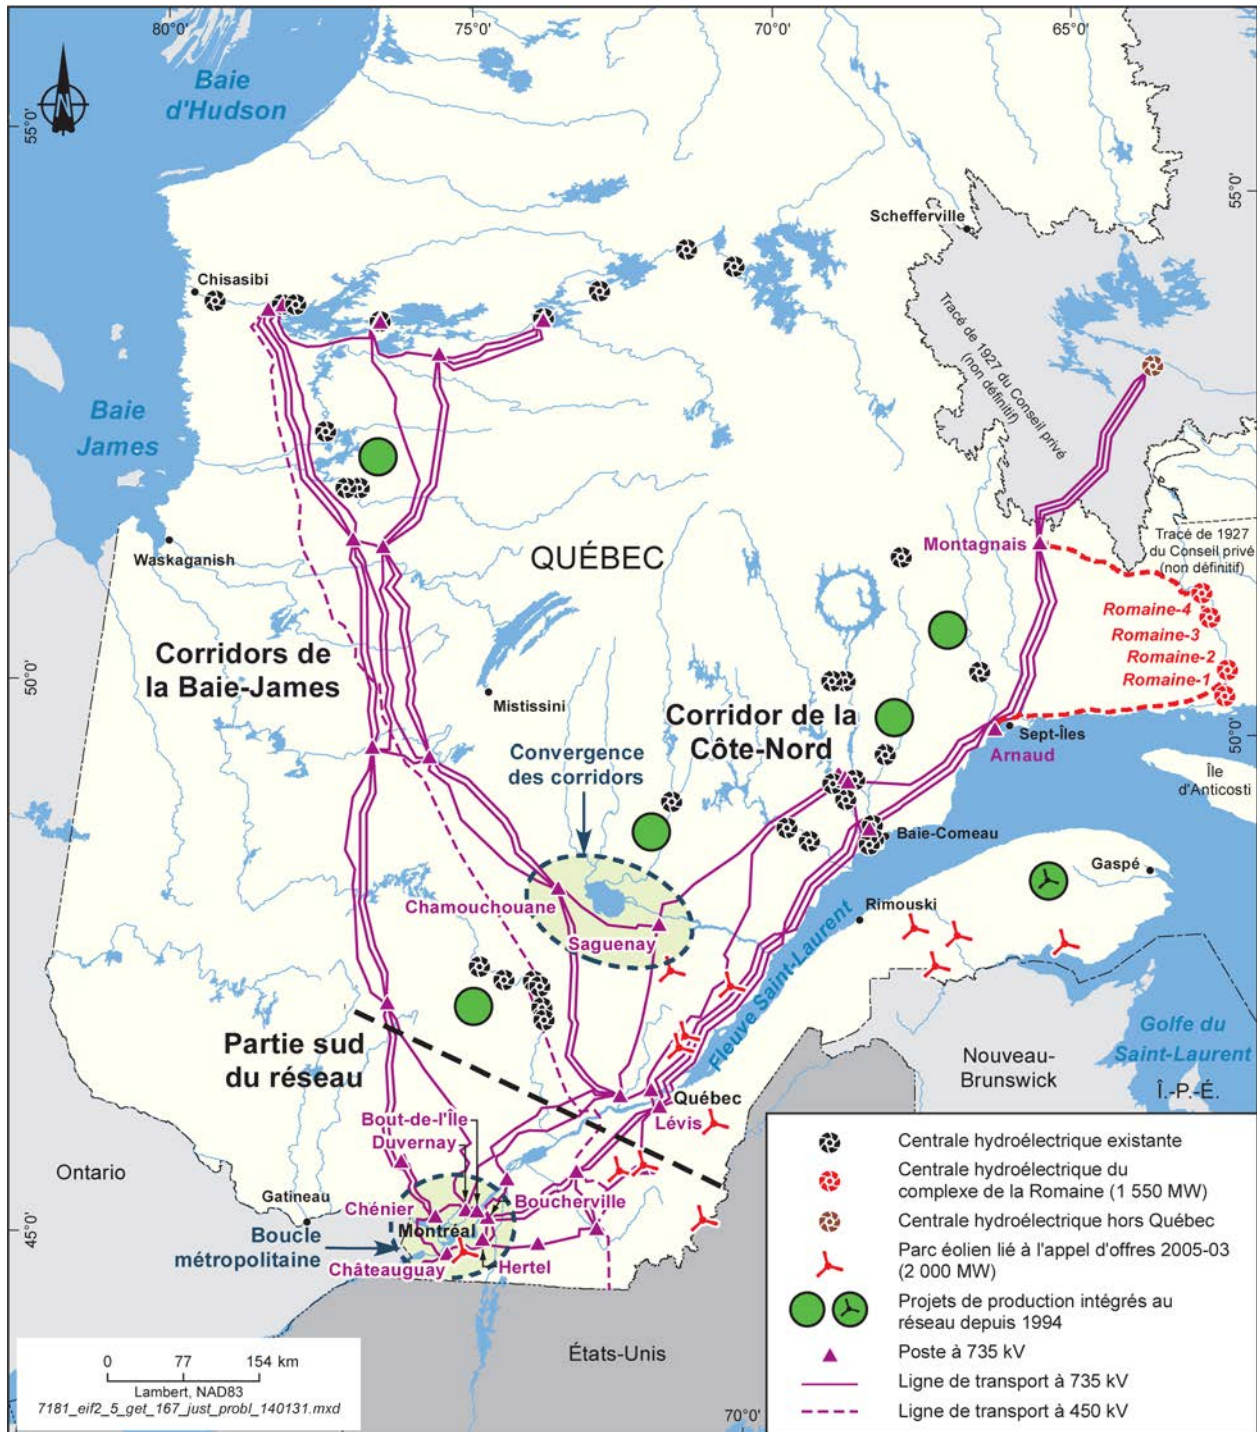 80°0'
75°0'
70°0'
65°0'
Baie
d'Hudson
N
55°0'
55°0'
Schefferville
Chisasibi
Tracé de 1927
du Conseil privé
(non définitif)
Baie
James
Waskaganish
QUÉBEC
Montagnais
Tracé de 1927
du Conseil privé
(non définitif)
Romaine-4
Romaine-3
Romaine-2
Romaine-1
Corridors de
la Baie-James
50°0'
Mistissini
Corridor de la
Côte-Nord
Sept-Îles
50°0'
Arnaud
Convergence
des corridors
Île
d'Anticosti
Baie-Comeau
Gaspé
Chamouchouane
Rimouski
Saguenay
Fleuve Saint-Laurent
Partie sud
du réseau
Golfe du
Saint-Laurent
Nouveau-
Brunswick
Î.-P.-É.
Québec
Lévis
Bout-de-l'Île
Duvernay
Ontario
Gatineau
Chénier
Boucherville
Montréal
45°0'
Boucle
métropolitaine
Châteauguay
Hertel
États-Unis
70°0'
0 77 154 km
Lambert, NAD83
7181_eif2_5_get_167_just_probl_140131.mxd
Centrale hydroélectrique existante
Centrale hydroélectrique du
complexe de la Romaine (1 550 MW)
Centrale hydroélectrique hors Québec
Parc éolien lié à l'appel d'offres 2005-03
(2 000 MW)
Projets de production intégrés au
réseau depuis 1994
Poste à 735 kV
Ligne de transport à 735 kV
Ligne de transport à 450 kV